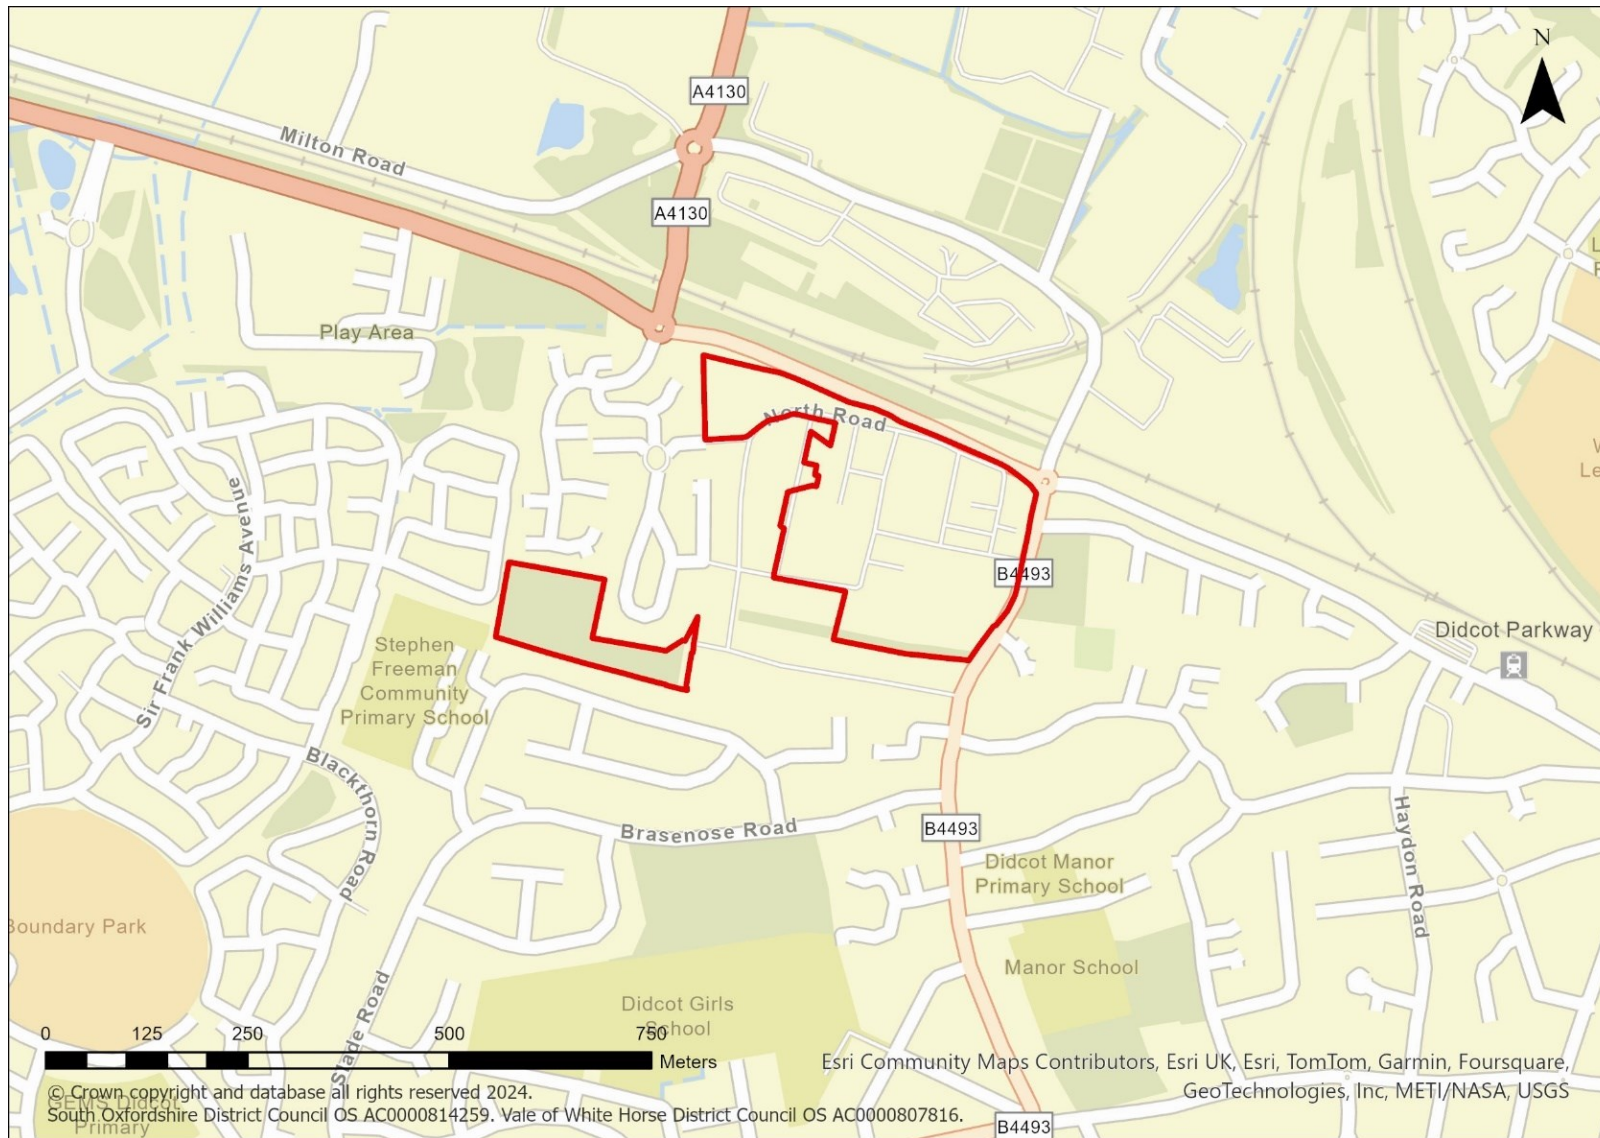 N
A4130
Milton Road
A4130
Play Area
North Road
Sir Frank Williams Avenue
B4493
Didcot Parkway
Stephen
Freeman
Community
Primary School
Blackthorn Road
Haydon Road
Brasenose Road
B4493
Didcot Manor
Primary School
Boundary Park
Manor School
Slade Road
Didcot Girls
School
0 125 250 500 750
Meters
Esri Community Maps Contributors, Esri UK, Esri, TomTom, Garmin, Foursquare,
GeoTechnologies, Inc, METI/NASA, USGS
© Crown copyright and database all rights reserved 2024.
South Oxfordshire District Council OS AC0000814259. Vale of White Horse District Council OS AC0000807816.
GEMS Didcot
Primary
B4493